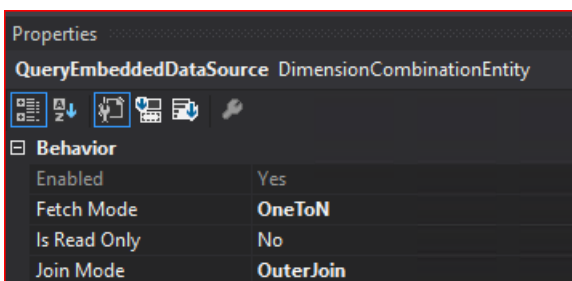 Properties
QueryEmbeddedDataSource DimensionCombinationEntity
Behavior
Enabled Yes
Fetch Mode OneToN
Is Read Only No
Join Mode OuterJoin